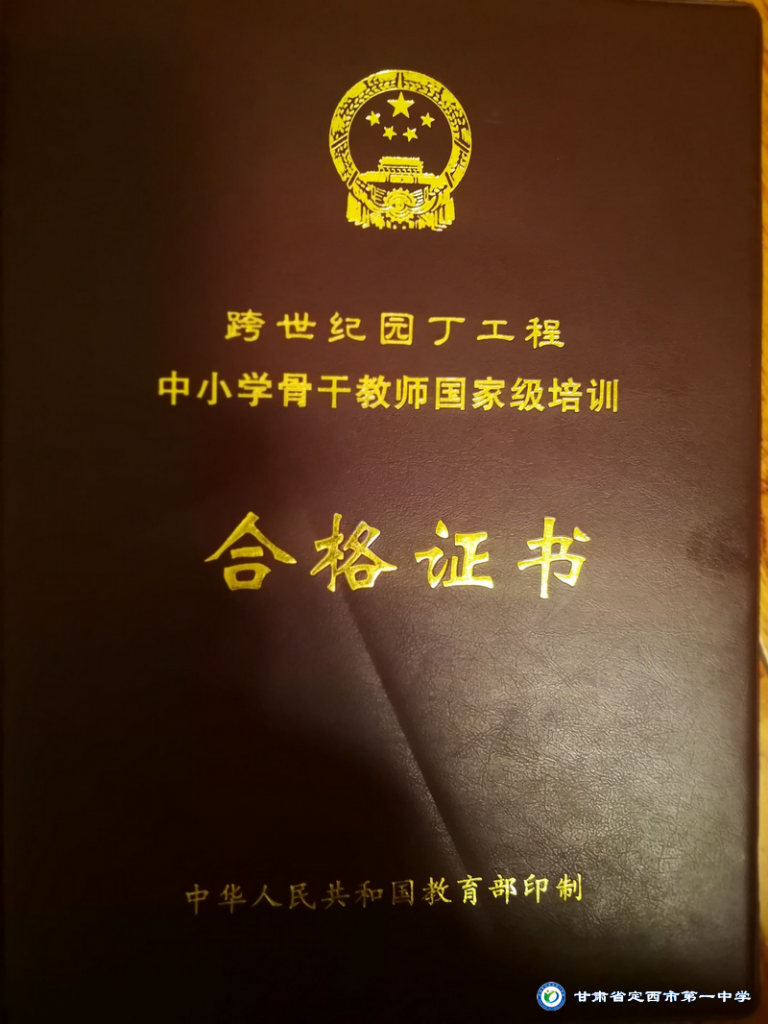 跨世纪园丁工程
中小学骨干教师国家级培训
合格证书
中华人民共和国教育部印制
甘肃省定西市第一中学